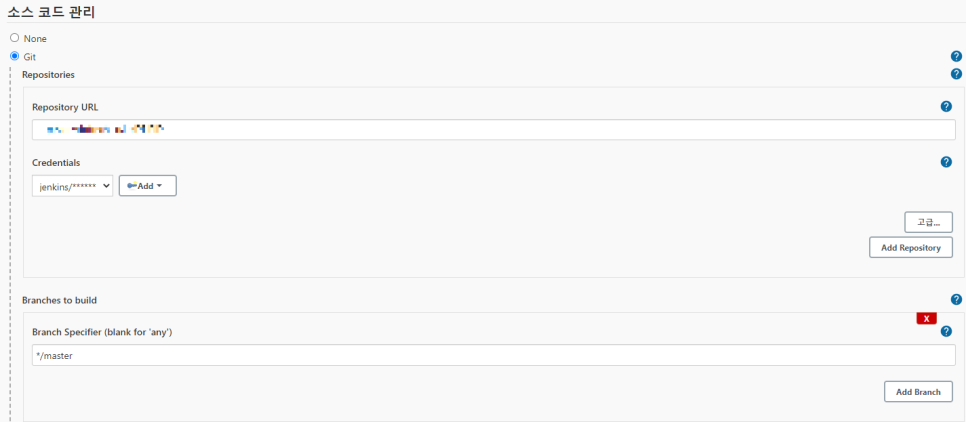 소스 코드 관리
None
Git
Repositories
Repository URL
Credentials
jenkins/******
Add
고급...
Add Repository
Branches to build
X
Branch Specifier (blank for 'any')
*/master
Add Branch